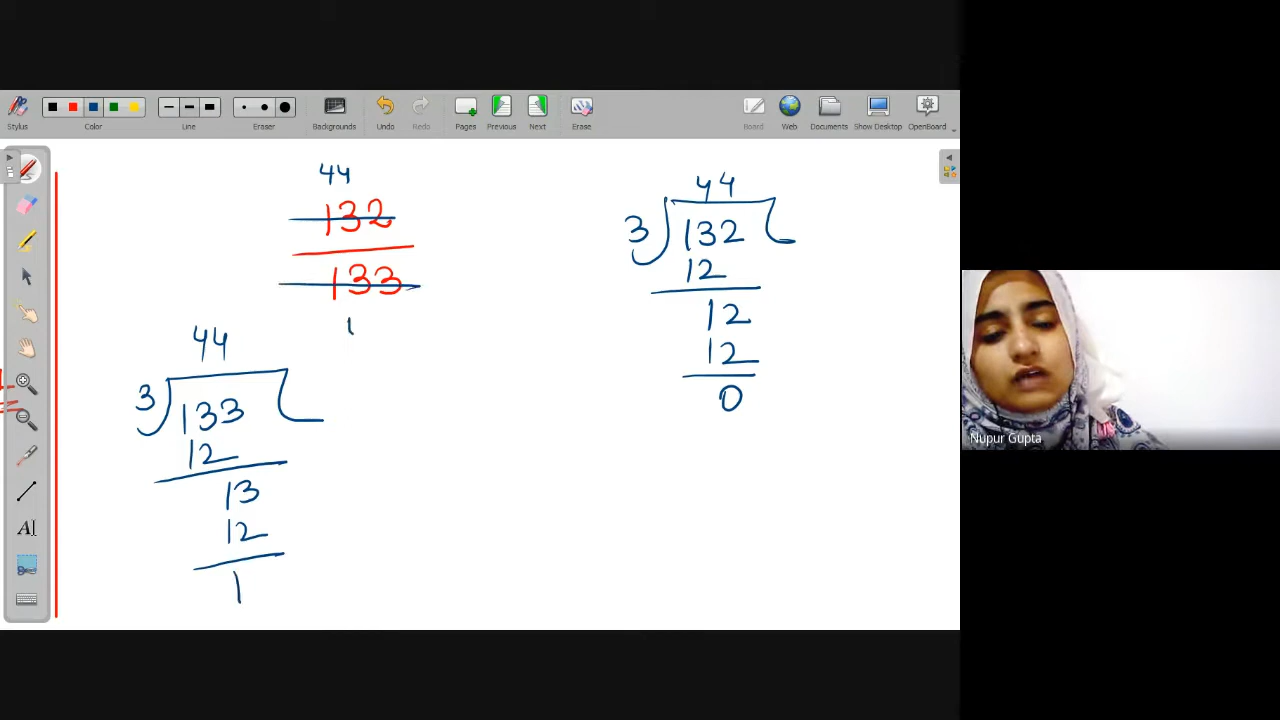 Stylus
Color
Line
Eraser
Backgrounds
Undo
Redo
Pages
Previous
Next
Erase
Board
Web
Documents
Show Desktop
OpenBoard
44
132
133
1
44
3 133
12
13
12
1
44
3 132
12
12
12
0
Nupur Gupta